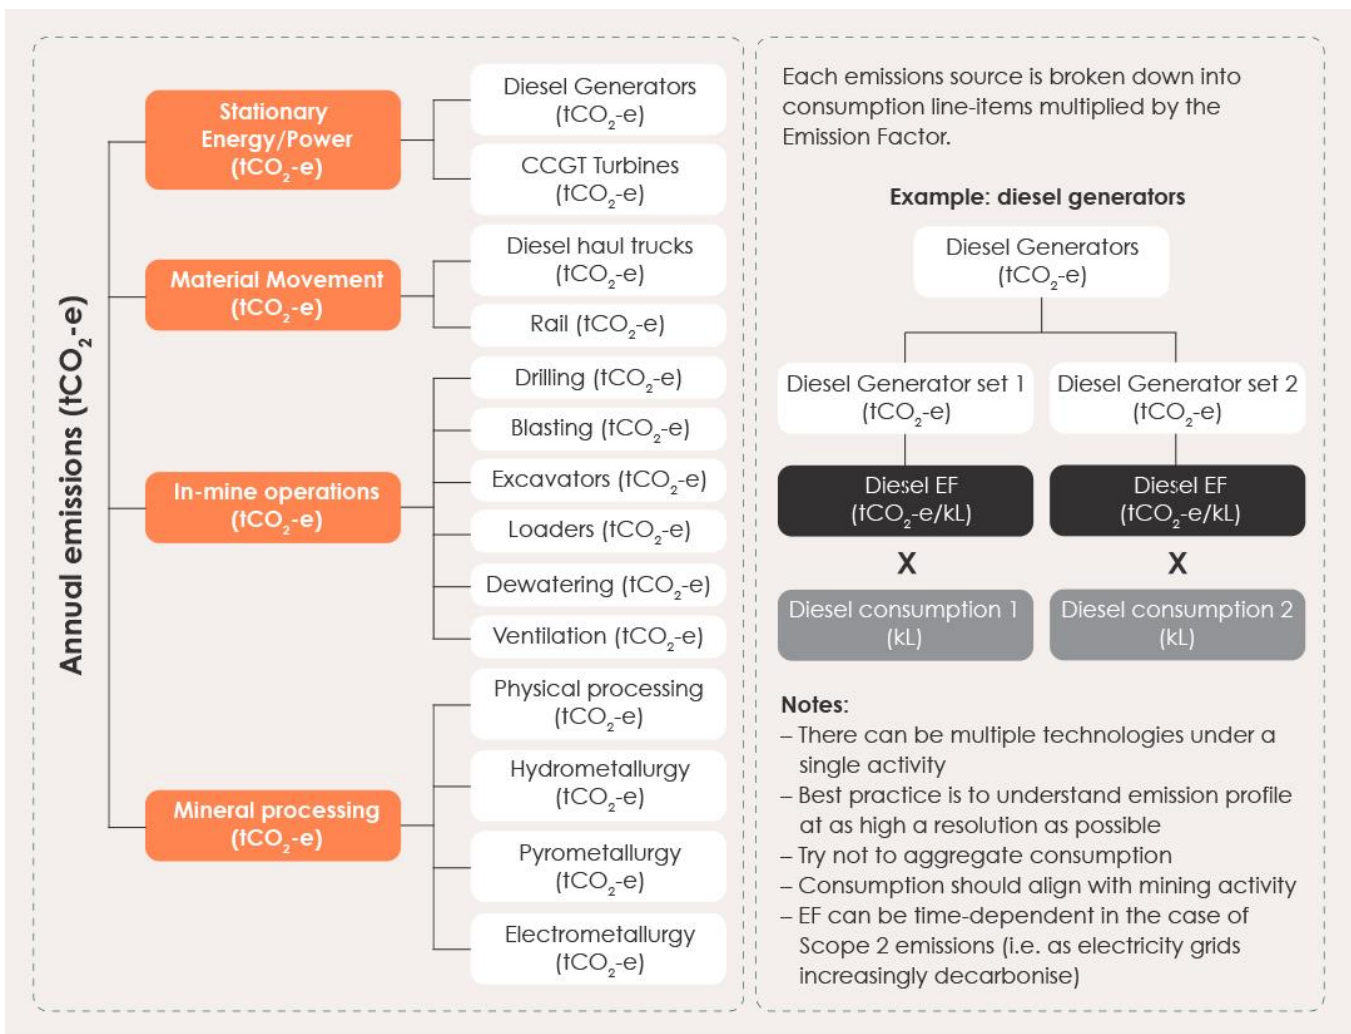 Annual emissions (tCO₂-e)
Stationary
Energy/Power
(tCO₂-e)
Diesel Generators
(tCO₂-e)
CCGT Turbines
(tCO₂-e)
Material Movement
(tCO₂-e)
Diesel haul trucks
(tCO₂-e)
Rail (tCO₂-e)
In-mine operations
(tCO₂-e)
Drilling (tCO₂-e)
Blasting (tCO₂-e)
Excavators (tCO₂-e)
Loaders (tCO₂-e)
Dewatering (tCO₂-e)
Ventilation (tCO₂-e)
Mineral processing
(tCO₂-e)
Physical processing
(tCO₂-e)
Hydrometallurgy
(tCO₂-e)
Pyrometallurgy
(tCO₂-e)
Electrometallurgy
(tCO₂-e)
Each emissions source is broken down into
consumption line-items multiplied by the
Emission Factor.
Example: diesel generators
Diesel Generators
(tCO₂-e)
Diesel Generator set 1
(tCO₂-e)
Diesel Generator set 2
(tCO₂-e)
Diesel EF
(tCO₂-e/kL)
Diesel EF
(tCO₂-e/kL)
X
X
Diesel consumption 1
(kL)
Diesel consumption 2
(kL)
Notes:
– There can be multiple technologies under a
single activity
– Best practice is to understand emission profile
at as high a resolution as possible
– Try not to aggregate consumption
– Consumption should align with mining activity
– EF can be time-dependent in the case of
Scope 2 emissions (i.e. as electricity grids
increasingly decarbonise)